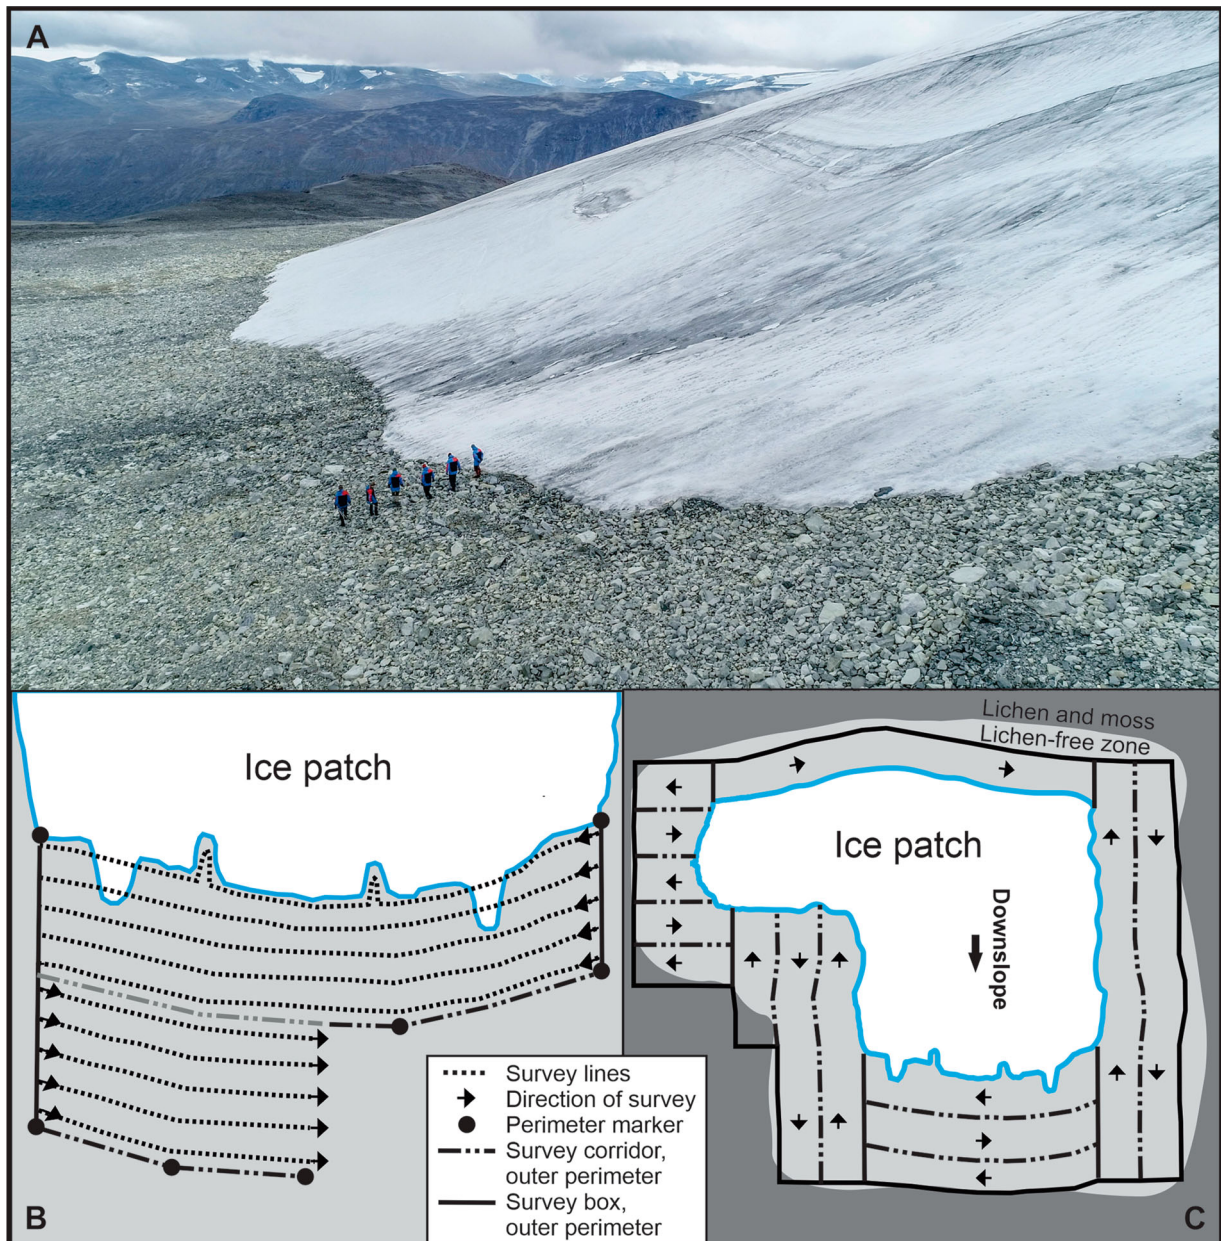 A
Ice patch
B
Survey lines
Direction of survey
Perimeter marker
Survey corridor,
outer perimeter
Survey box,
outer perimeter
Lichen and moss
Lichen-free zone
Ice patch
Downslope
C